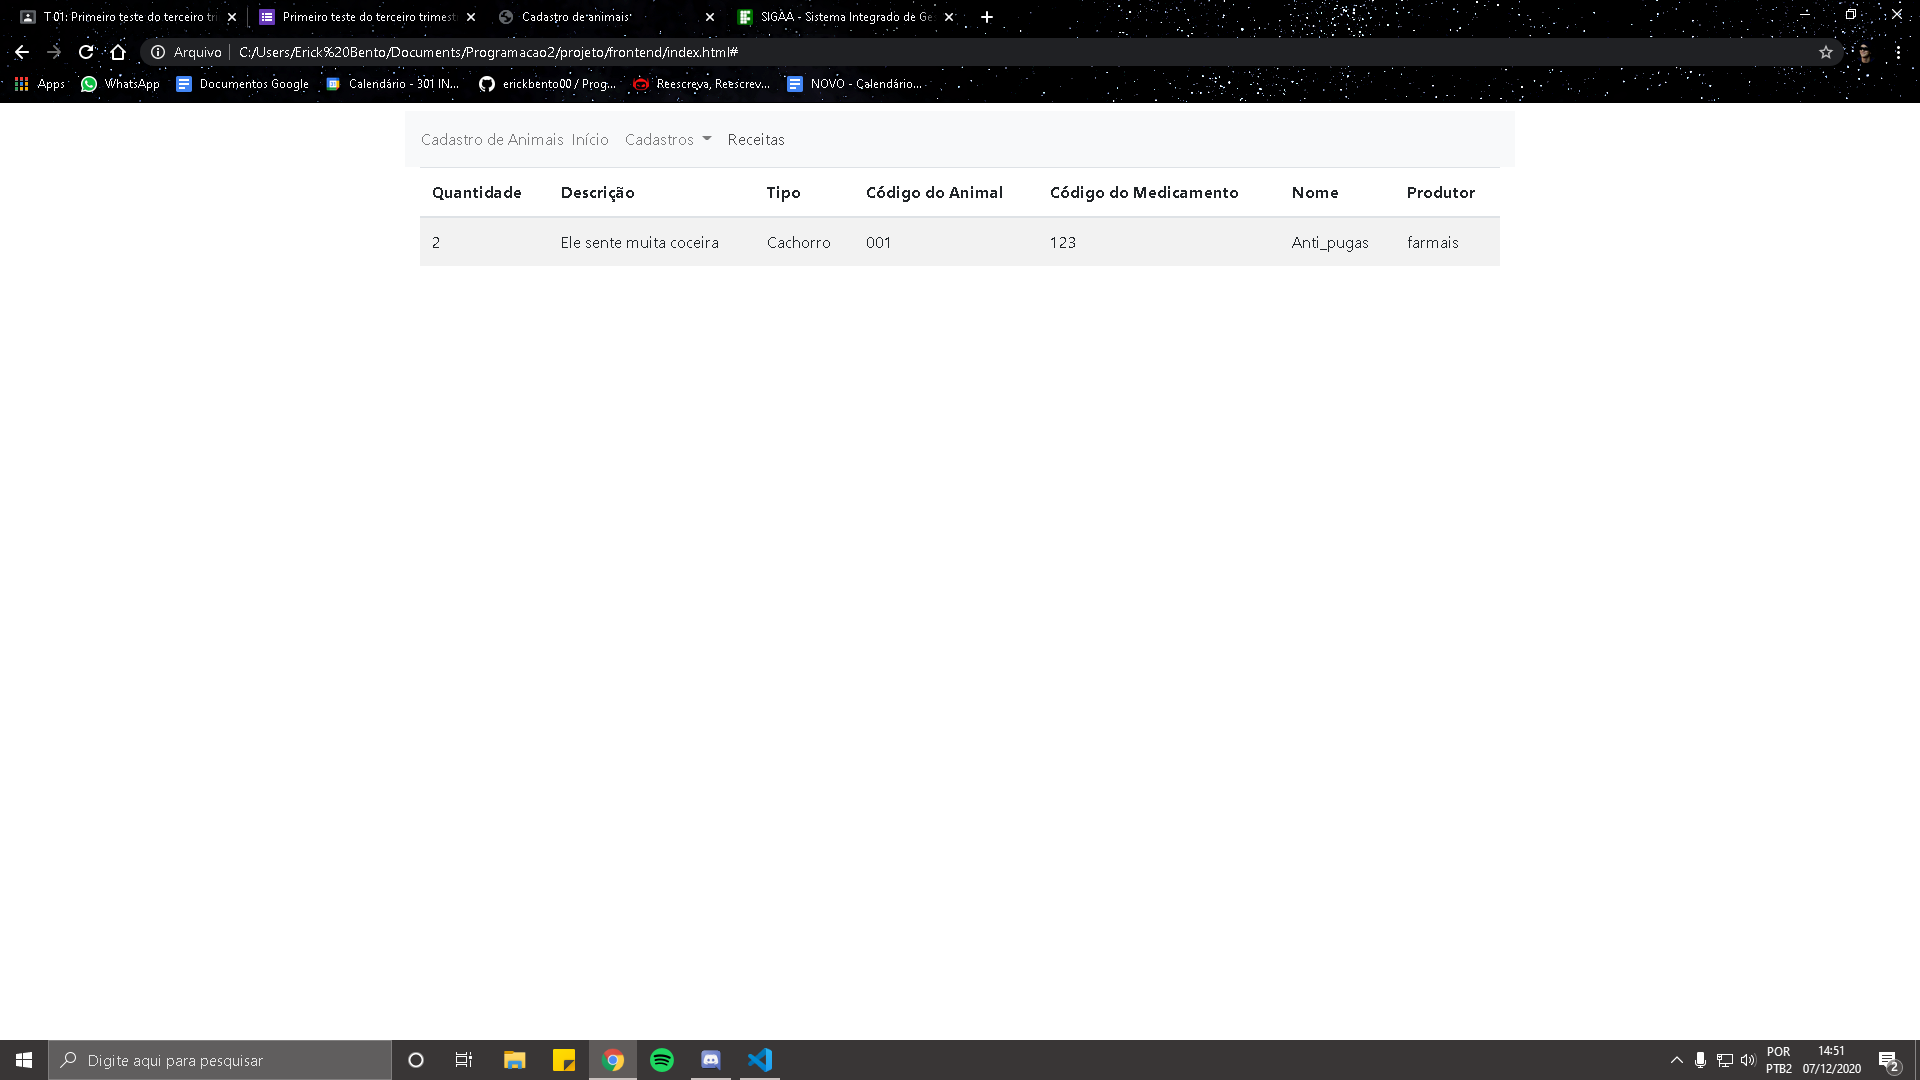 T 01: Primeiro teste do terceiro tri
Primeiro teste do terceiro trimest
Cadastro de animais
SIGAA - Sistema Integrado de Ge
Arquivo
C:/Users/Erick%20Bento/Documents/Programacao2/projeto/frontend/index.html#
Apps
WhatsApp
Documentos Google
Calendário - 301 IN...
erickbento00 / Prog...
Reescreva, Reescrev...
NOVO - Calendário...
Cadastro de Animais Início Cadastros Receitas
Quantidade Descrição Tipo Código do Animal Código do Medicamento Nome Produtor
2 Ele sente muita coceira Cachorro 001 123 Anti_pugas farmais
Digite aqui para pesquisar
POR
PTB2
14:51
07/12/2020
2